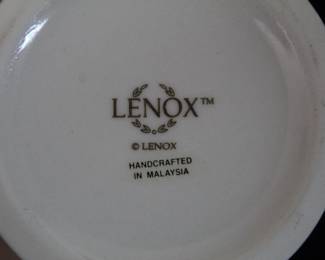 LENOX™
© LENOX
HANDCRAFTED
IN MALAYSIA